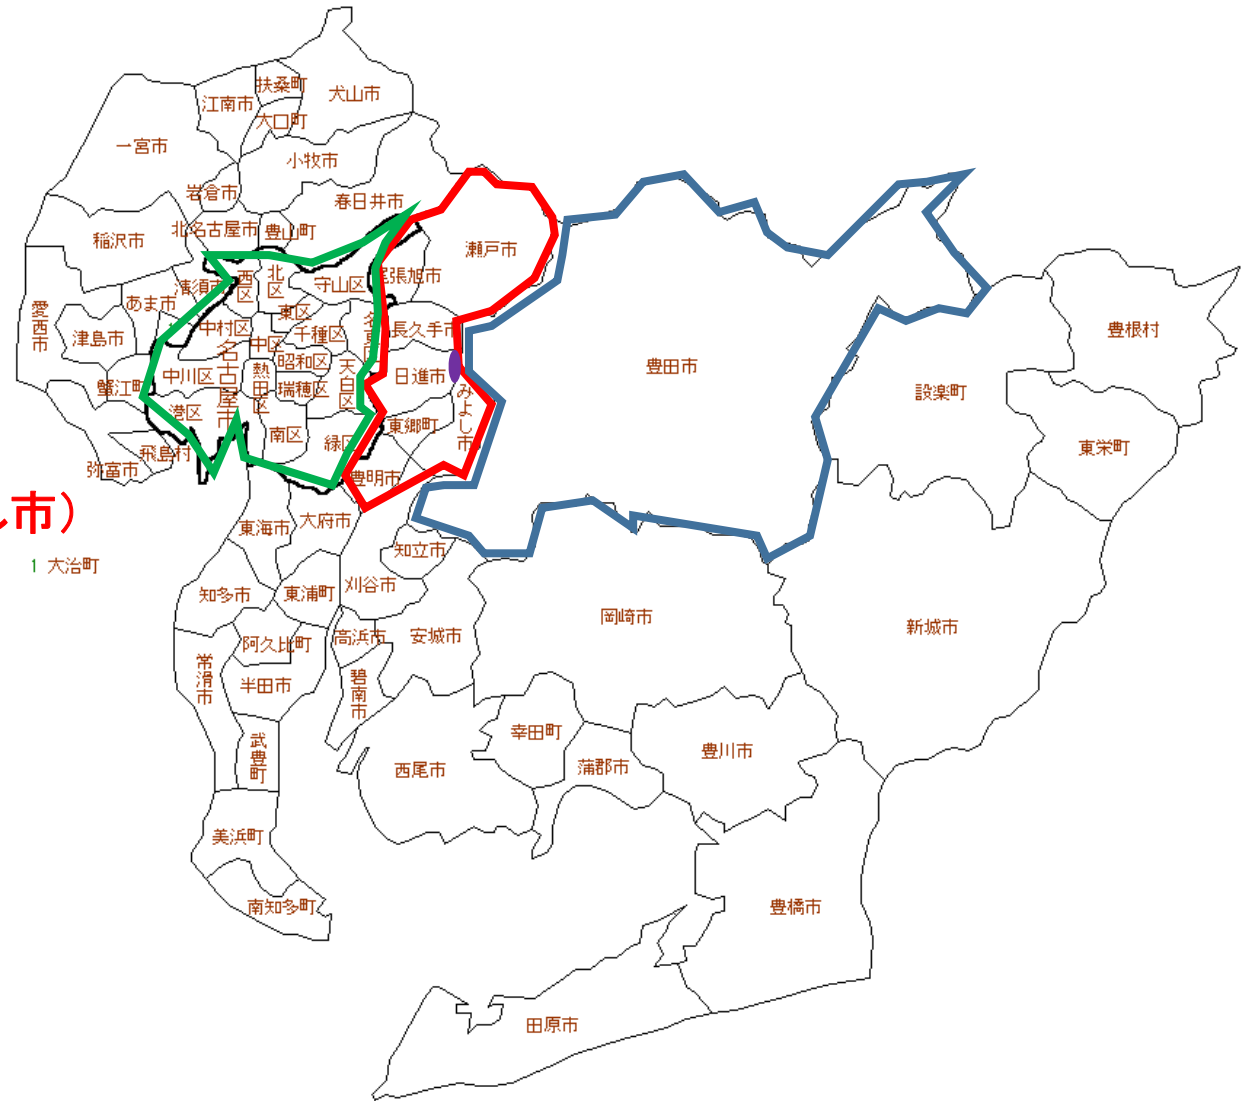 扶桑町
犬山市
江南市
大口町
一宮市
小牧市
岩倉市
春日井市
北名古屋市
豊山町
稲沢市
瀬戸市
北区
西区
尾張旭市
清須市
守山区
あま市
愛西市
東区
名東区
長久手市
津島市
中村区
千種区
中区
名古屋市
昭和区
天白区
豊田市
豊根村
蟹江町
中川区
熱田区
瑞穂区
日進市
みよし市
設楽町
港区
南区
緑区
東郷町
東栄町
飛島村
弥富市
豊明市
し市）
東海市
大府市
知立市
1 大治町
知多市
東浦町
刈谷市
岡崎市
新城市
阿久比町
高浜市
安城市
常滑市
半田市
碧南市
武豊町
幸田町
豊川市
西尾市
蒲郡市
美浜町
南知多町
豊橋市
田原市